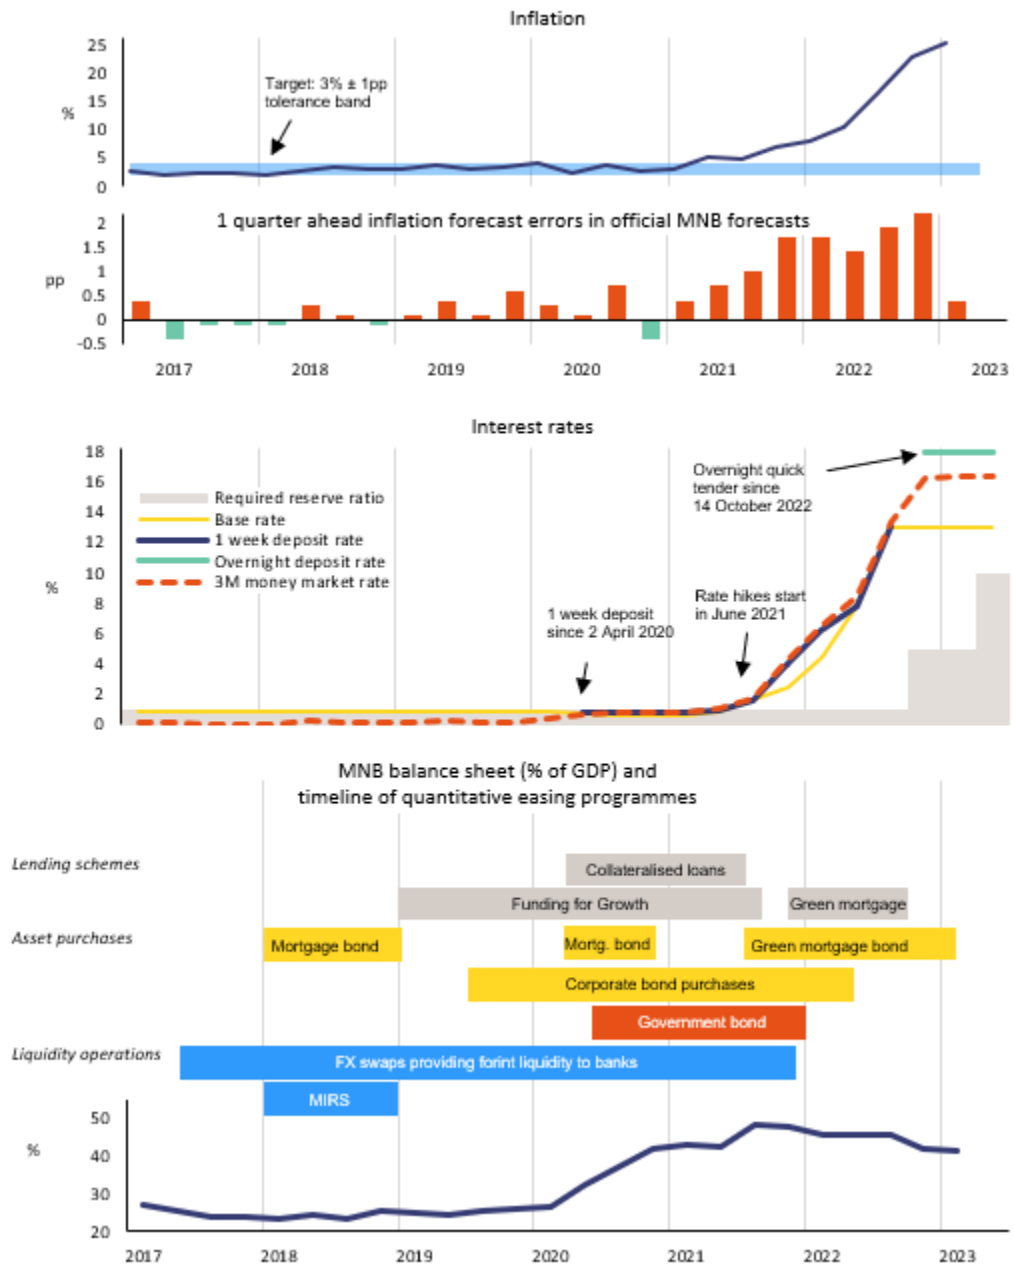 Inflation
25
20
15
10
5
0
%
Target: 3% ± 1pp
tolerance band
1 quarter ahead inflation forecast errors in official MNB forecasts
2
1.5
1
0.5
0
-0.5
pp
2017 2018 2019 2020 2021 2022 2023
Interest rates
18
16
14
12
10
8
6
4
2
0
%
Required reserve ratio
Base rate
1 week deposit rate
Overnight deposit rate
3M money market rate
Overnight quick
tender since
14 October 2022
1 week deposit
since 2 April 2020
Rate hikes start
in June 2021
MNB balance sheet (% of GDP) and
timeline of quantitative easing programmes
Lending schemes
Collateralised loans
Funding for Growth
Green mortgage
Asset purchases
Mortgage bond
Mortg. bond
Green mortgage bond
Corporate bond purchases
Government bond
Liquidity operations
FX swaps providing forint liquidity to banks
MIRS
50
40
30
20
%
2017 2018 2019 2020 2021 2022 2023